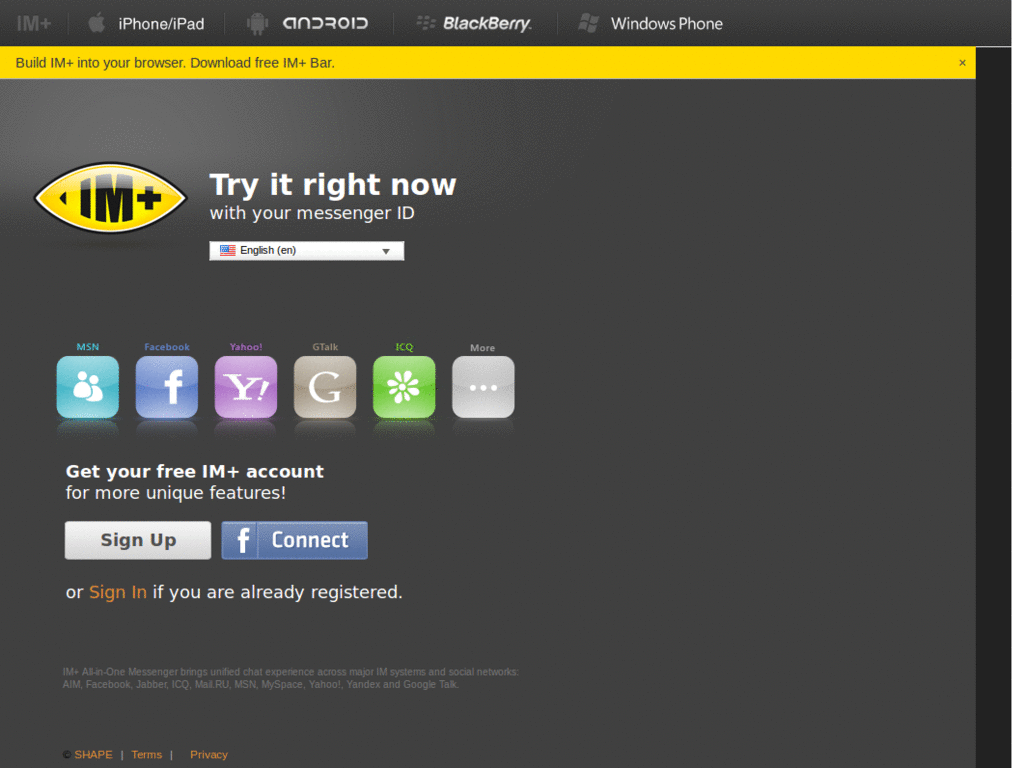 IM+ iPhone/iPad ANDROID BlackBerry. Windows Phone
Build IM+ into your browser. Download free IM+ Bar. ×
IM+
Try it right now
with your messenger ID
English (en)
MSN Facebook Yahoo! GTalk ICQ More
f Y! G ...
Get your free IM+ account
for more unique features!
Sign Up f Connect
or Sign In if you are already registered.
IM+ All-in-One Messenger brings unified chat experience across major IM systems and social networks:
AIM, Facebook, Jabber, ICQ, Mail.RU, MSN, MySpace, Yahoo!, Yandex and Google Talk.
© SHAPE | Terms | Privacy